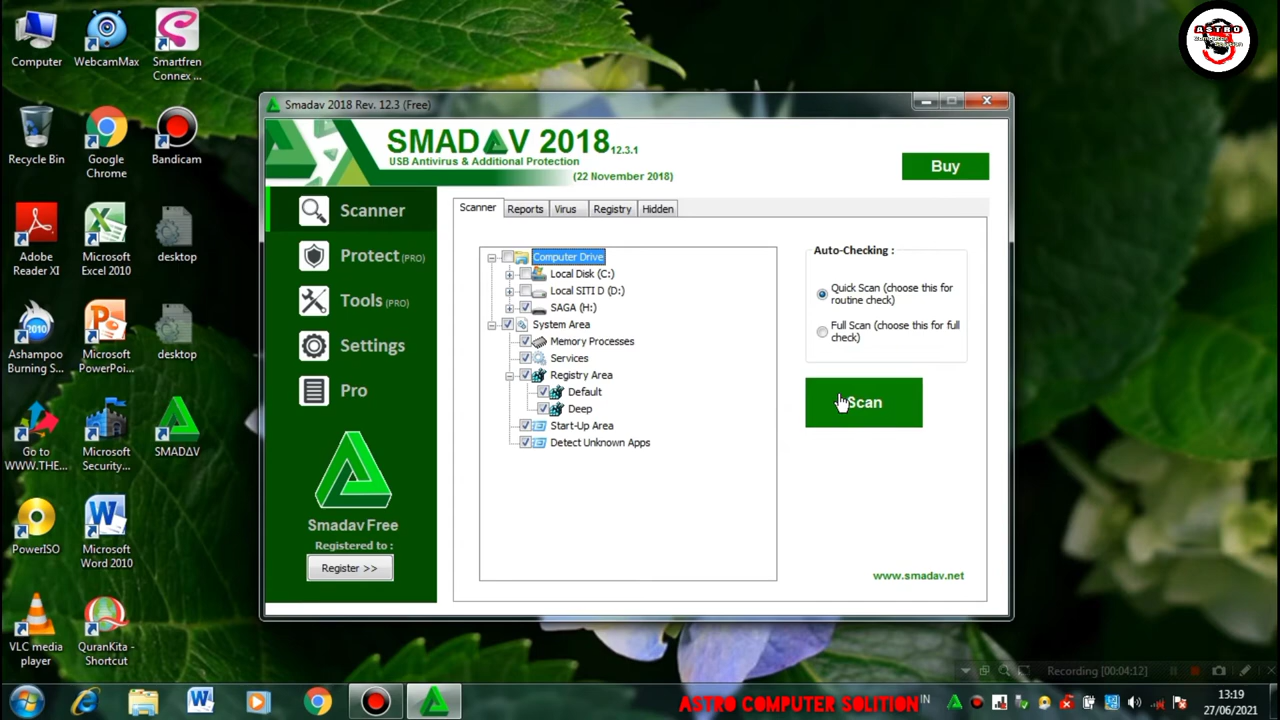 Computer
WebcamMax
Smartfren
Connex ...
Recycle Bin
Google
Chrome
Bandicam
Adobe
Reader XI
Microsoft
Excel 2010
desktop
Ashampoo
Burning S...
Microsoft
PowerPoi...
desktop
Go to
WWW.THE...
Microsoft
Security...
SMADΔV
PowerISO
Microsoft
Word 2010
VLC media
player
QuranKita -
Shortcut
ASTRO
Smadav 2018 Rev. 12.3 (Free)
SMADΔV 2018 12.3.1
USB Antivirus & Additional Protection
(22 November 2018)
Buy
Scanner
Protect (PRO)
Tools (PRO)
Settings
Pro
Smadav Free
Registered to :
Register >>
Scanner Reports Virus Registry Hidden
Computer Drive
Local Disk (C:)
Local SITI D (D:)
SAGA (H:)
System Area
Memory Processes
Services
Registry Area
Default
Deep
Start-Up Area
Detect Unknown Apps
Auto-Checking :
Quick Scan (choose this for
routine check)
Full Scan (choose this for full
check)
Scan
www.smadav.net
Recording [00:04:12]
ASTRO COMPUTER SOLITION
IN
13:19
27/06/2021